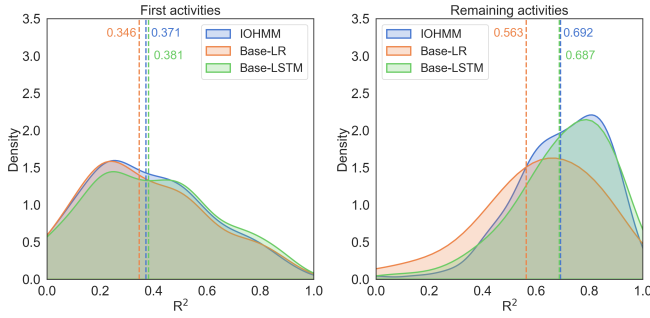 First activities
3.5
3.0
2.5
2.0
1.5
1.0
0.5
0.0
Density
0.346
0.371
0.381
IOHMM
Base-LR
Base-LSTM
0.0 0.2 0.4 0.6 0.8 1.0
R²
Remaining activities
3.5
3.0
2.5
2.0
1.5
1.0
0.5
0.0
Density
IOHMM
Base-LR
Base-LSTM
0.563
0.692
0.687
0.0 0.2 0.4 0.6 0.8 1.0
R²